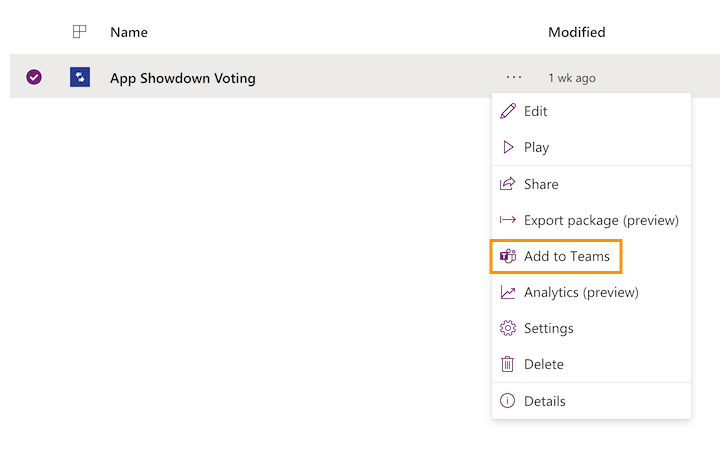 Name Modified
App Showdown Voting ... 1 wk ago
Edit
Play
Share
Export package (preview)
Add to Teams
Analytics (preview)
Settings
Delete
Details